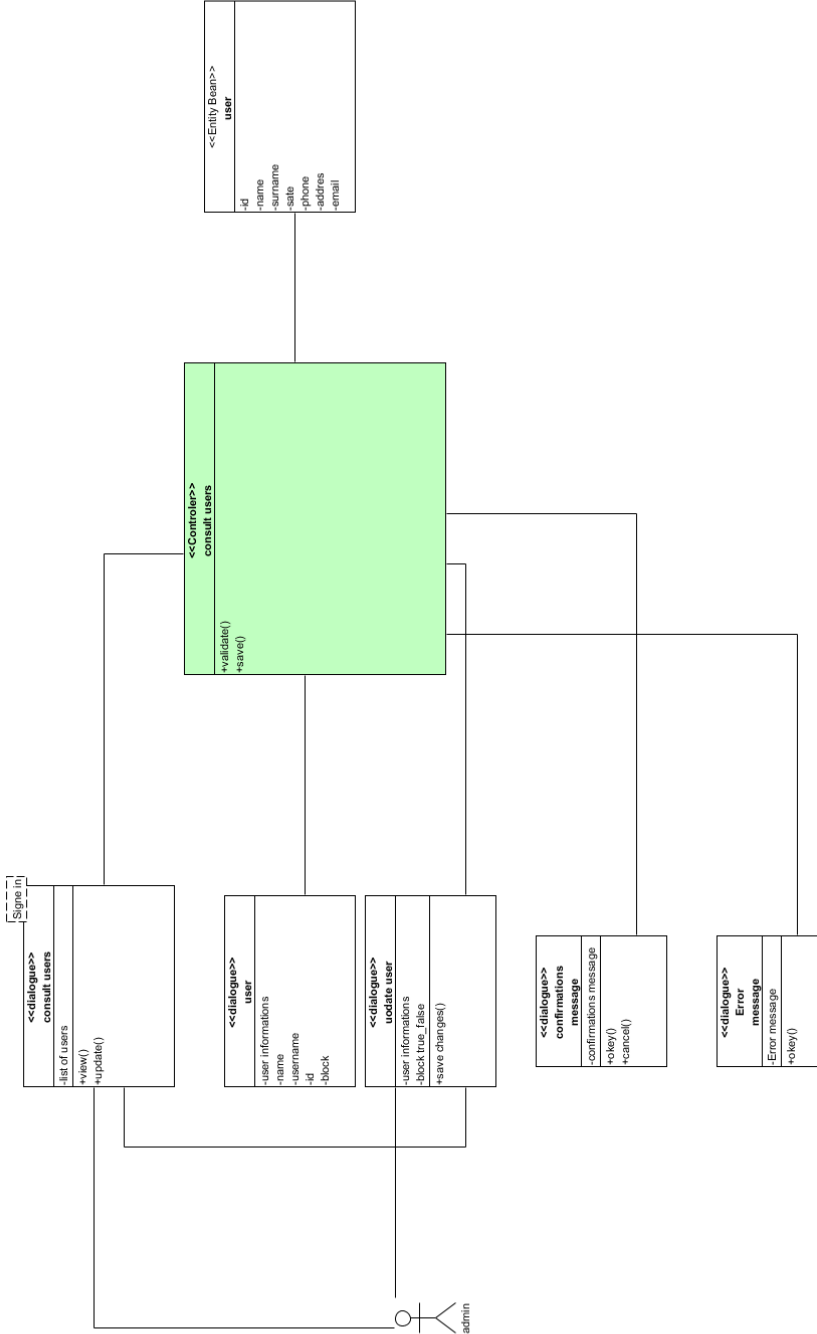 Signe in
<<dialogue>>
consult users
-list of users
+view()
+update()
<<dialogue>>
user
-user informations
-name
-username
-id
-block
<<dialogue>>
uodate user
-user informations
-block true_false
+save changes()
<<dialogue>>
confirmations
message
-confirmations message
+okey()
+cancel()
<<dialogue>>
Error
message
-Error message
+okey()
admin
<<Controler>>
consult users
+validate()
+save()
<<Entity Bean>>
user
-id
-name
-surname
-sate
-phone
-addres
-email